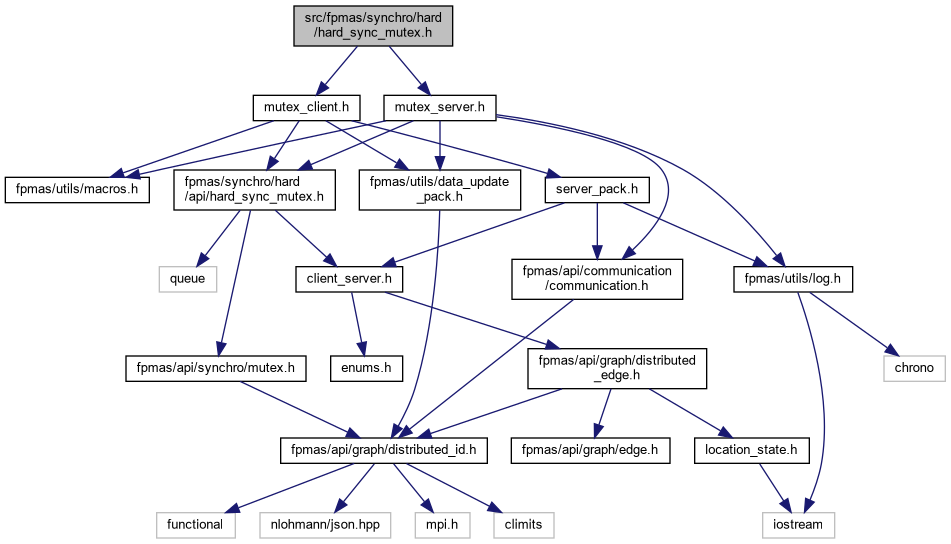 src/fpmas/synchro/hard
/hard_sync_mutex.h
mutex_client.h
mutex_server.h
fpmas/utils/macros.h
fpmas/synchro/hard
/api/hard_sync_mutex.h
fpmas/utils/data_update
_pack.h
server_pack.h
queue
client_server.h
fpmas/api/communication
/communication.h
fpmas/utils/log.h
fpmas/api/synchro/mutex.h
enums.h
fpmas/api/graph/distributed
_edge.h
chrono
fpmas/api/graph/distributed_id.h
fpmas/api/graph/edge.h
location_state.h
functional
nlohmann/json.hpp
mpi.h
climits
iostream